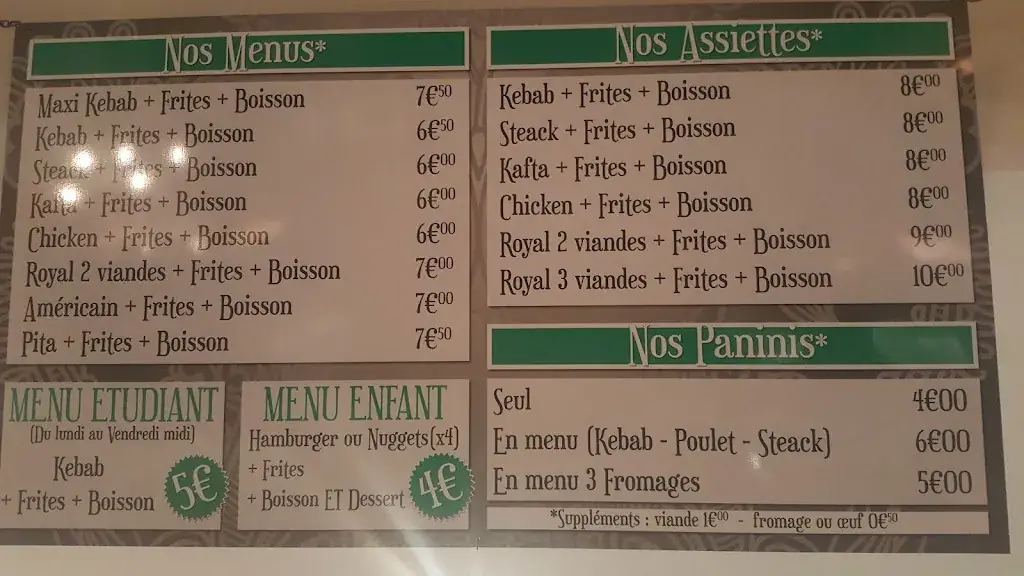 Nos Menus*
Maxi Kebab + Frites + Boisson 7€50
Kebab + Frites + Boisson 6€50
Steack + Frites + Boisson 6€00
Kafta + Frites + Boisson 6€00
Chicken + Frites + Boisson 6€00
Royal 2 viandes + Frites + Boisson 7€00
Américain + Frites + Boisson 7€00
Pita + Frites + Boisson 7€50
MENU ETUDIANT
(Du lundi au Vendredi midi)
Kebab
+ Frites + Boisson
5€
MENU ENFANT
Hamburger ou Nuggets(x4)
+ Frites
+ Boisson ET Dessert
4€
Nos Assiettes*
Kebab + Frites + Boisson 8€00
Steack + Frites + Boisson 8€00
Kafta + Frites + Boisson 8€00
Chicken + Frites + Boisson 8€00
Royal 2 viandes + Frites + Boisson 9€00
Royal 3 viandes + Frites + Boisson 10€00
Nos Paninis*
Seul 4€00
En menu (Kebab - Poulet - Steack) 6€00
En menu 3 Fromages 5€00
*Suppléments : viande 1€00 - fromage ou œuf 0€50